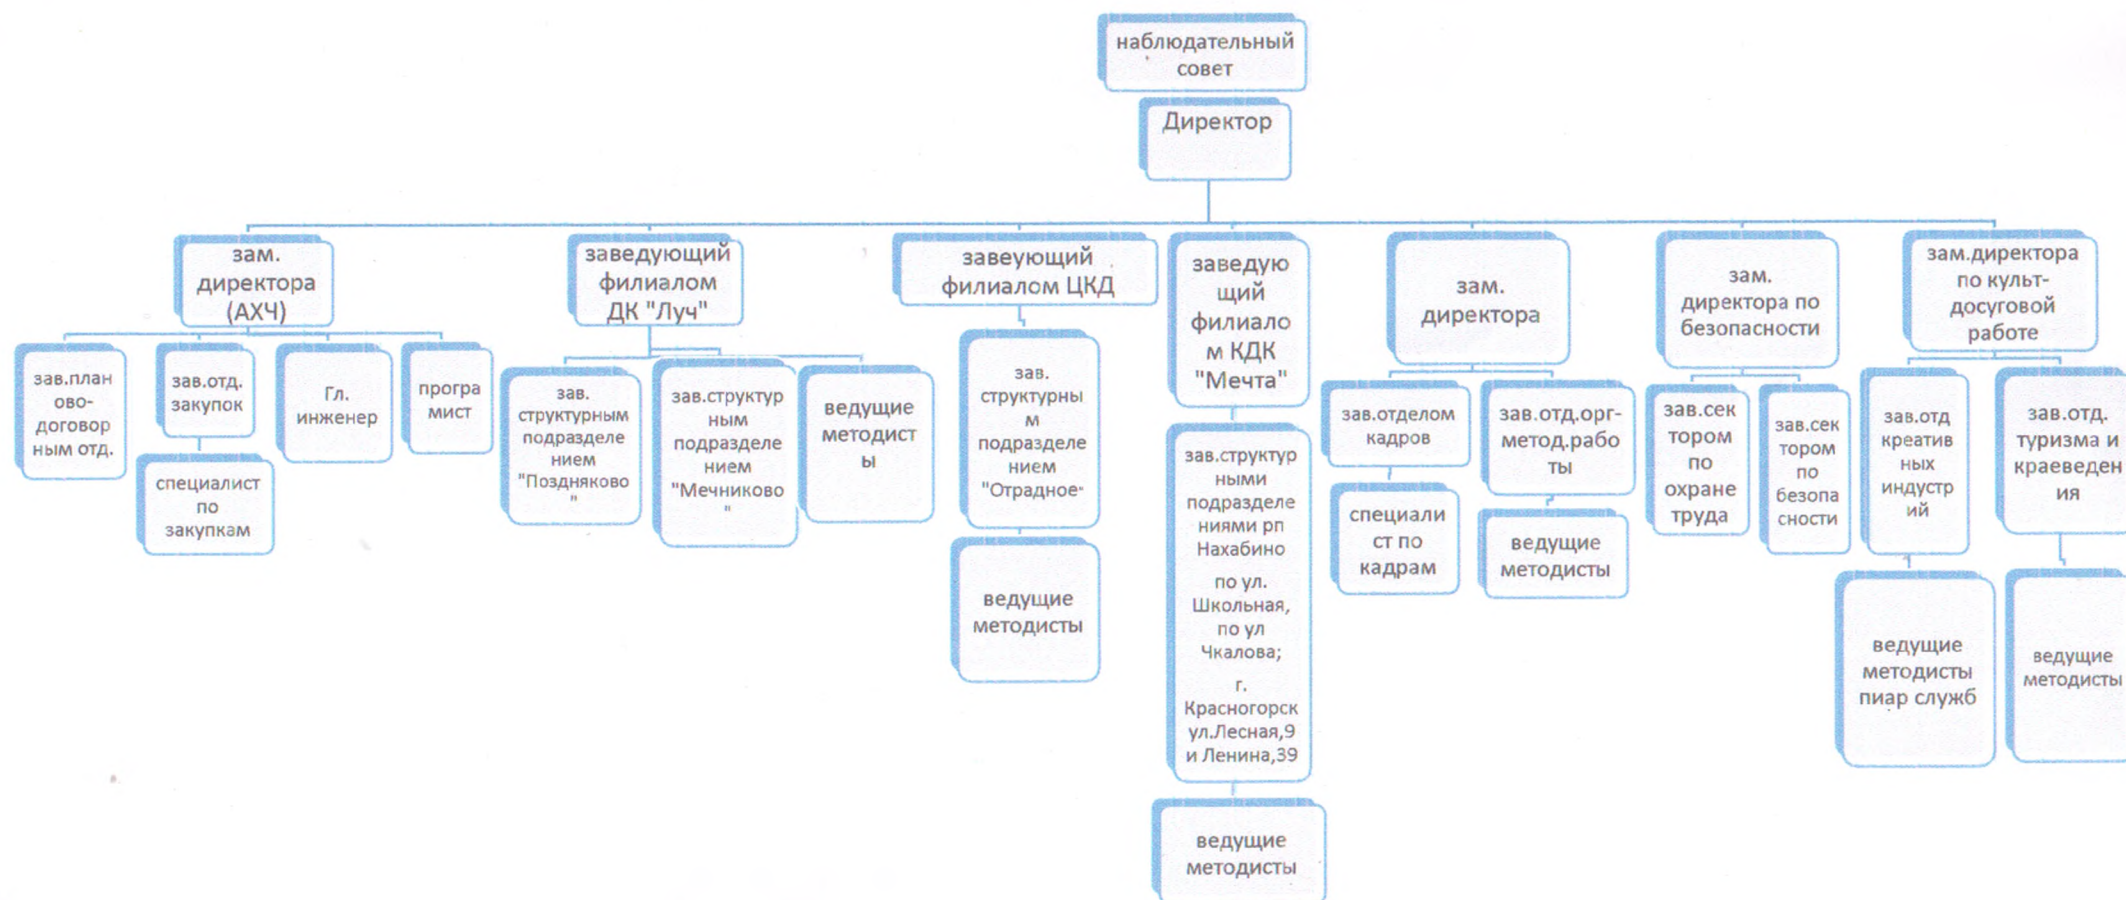 наблюдательный
совет
Директор
зам.
директора
(АХЧ)
зав.план
ово-
договор
ным отд.
зав.отд.
закупок
специалист
по
закупкам
Гл.
инженер
програ
мист
заведующий
филиалом
ДК "Луч"
зав.
структурным
подразделе
нием
"Поздняково
"
зав.структур
ным
подразделе
нием
"Мечниково
"
ведущие
методист
ы
завеующий
филиалом ЦКД
зав.
структурны
м
подразделе
нием
"Отрадное-
ведущие
методисты
заведую
щий
филиало
м КДК
"Мечта"
зав.структур
ными
подразделе
ниями рп
Нахабино
по ул.
Школьная,
по ул
Чкалова;
г.
Красногорск
ул.Лесная,9
и Ленина,39
ведущие
методисты
зам.
директора
зав.отделом
кадров
специали
ст по
кадрам
зав.отд.орг-
метод.рабо
ты
ведущие
методисты
зам.
директора по
безопасности
зав.сек
тором
по
охране
труда
зав.сек
тором
по
безопа
сности
зам.директора
по культ-
досуговой
работе
зав.отд
креатив
ных
индустр
ий
ведущие
методисты
пиар служб
зав.отд.
туризма и
краеведен
ия
ведущие
методисты